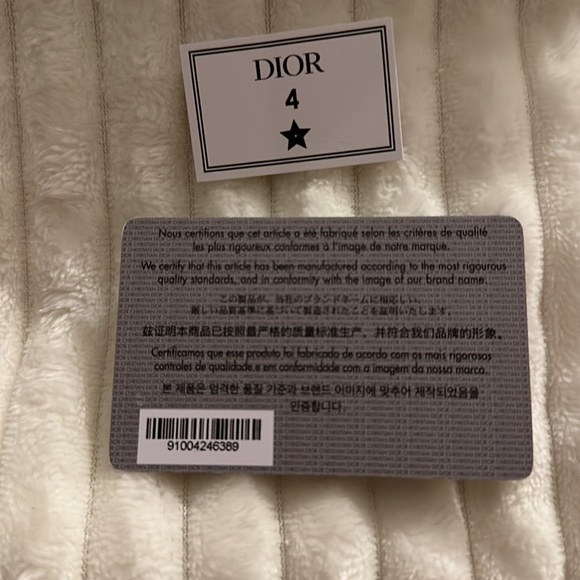 DIOR
4
Nous certifions que cet article a été fabriqué selon les critères de qualité
les plus rigoureux conformes à l'image de notre marque.
We certify that this article has been manufactured according to the most rigourous
quality standards, and in conformity with the image of our brand name.
この製品が、当社のブランドネームに相応しい、
厳しい品質基準に基づいて製造されたことを証明いたします。
兹证明本商品已按照最严格的质量标准生产，并符合我们品牌的形象。
Certificamos que esse produto foi fabricado de acordo com os mais rigorosos
controles de qualidade e em conformidade com a imagem da nossa marca.
본 제품은 엄격한 품질 기준과 브랜드 이미지에 맞추어 제작되었음을
인증합니다.
91004246389